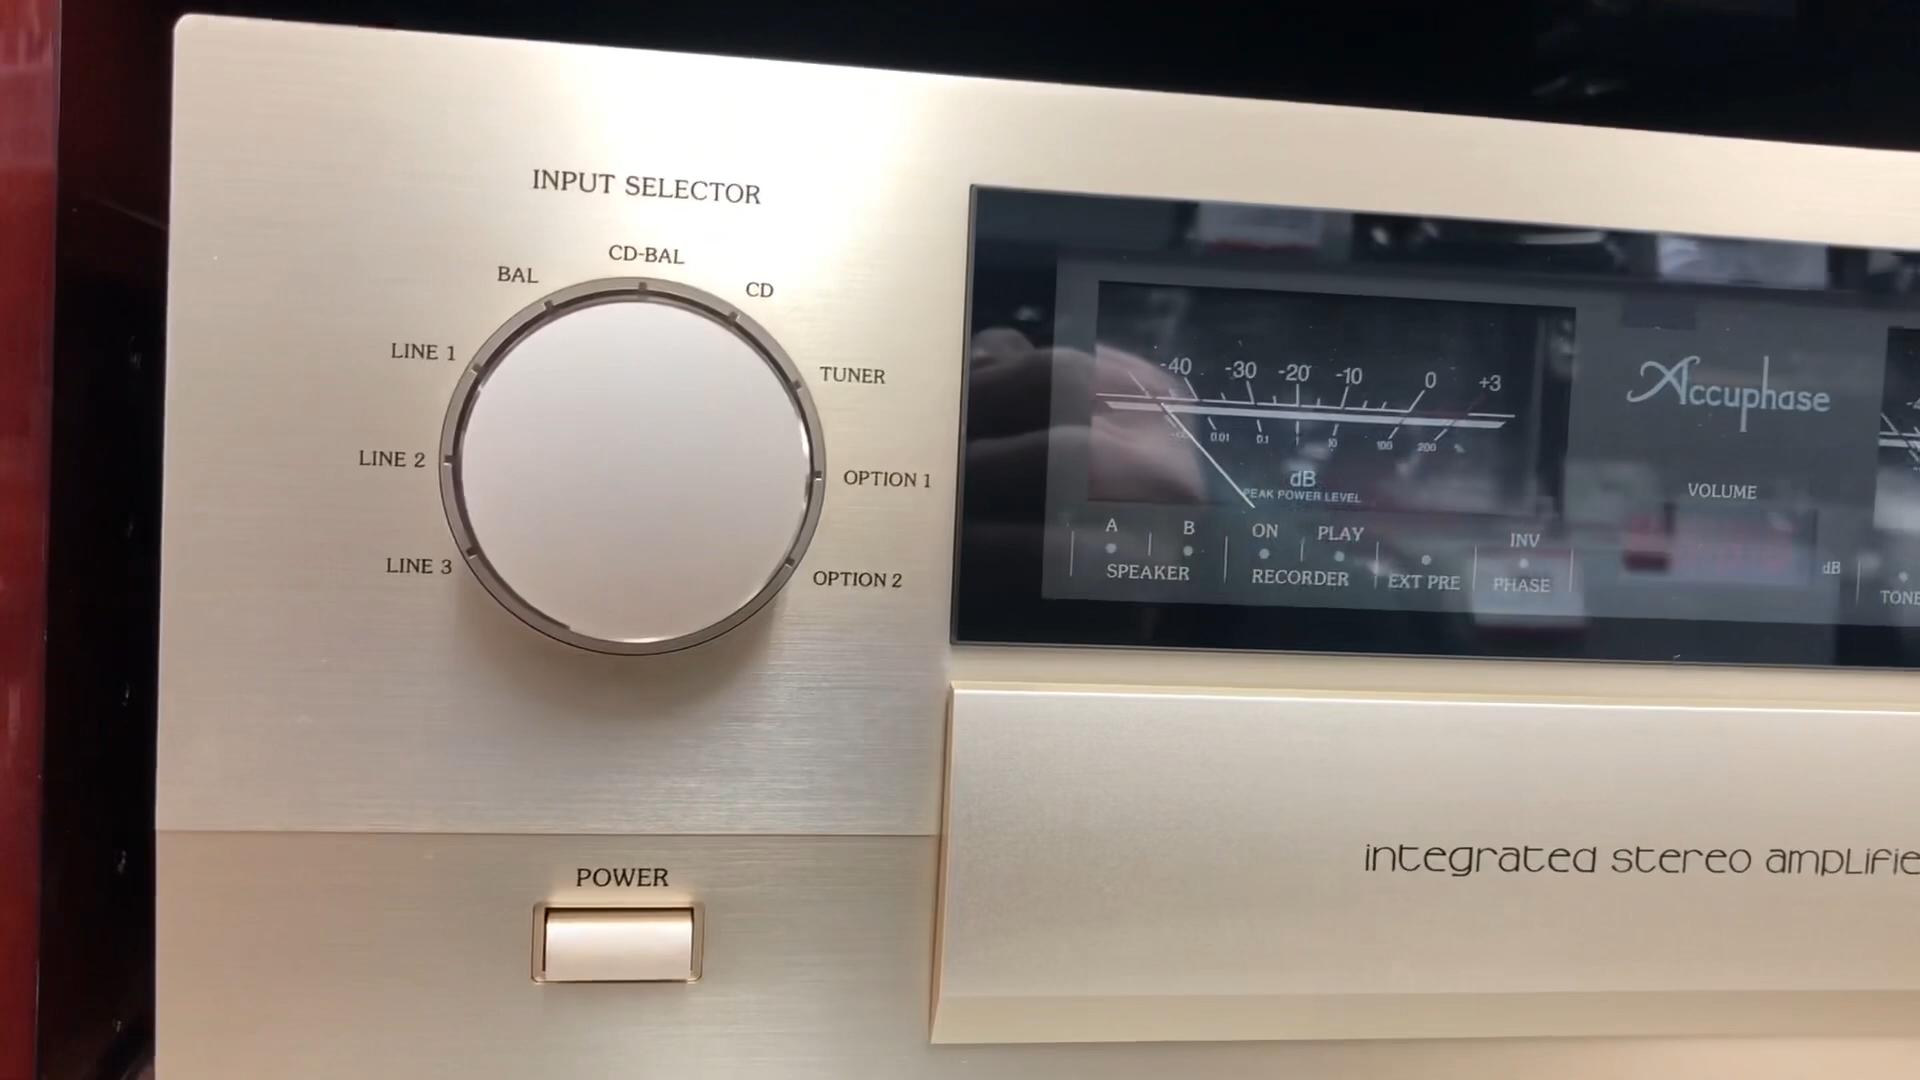 INPUT SELECTOR
CD-BAL
BAL
CD
LINE 1
TUNER
LINE 2
OPTION 1
LINE 3
OPTION 2
POWER
-40 -30 -20 -10 0 +3
0.01 0.1 1 10 100 200 %
dB
PEAK POWER LEVEL
A B ON PLAY INV
SPEAKER RECORDER EXT PRE PHASE
Accuphase
VOLUME
dB
TONE
integrated stereo amplifie